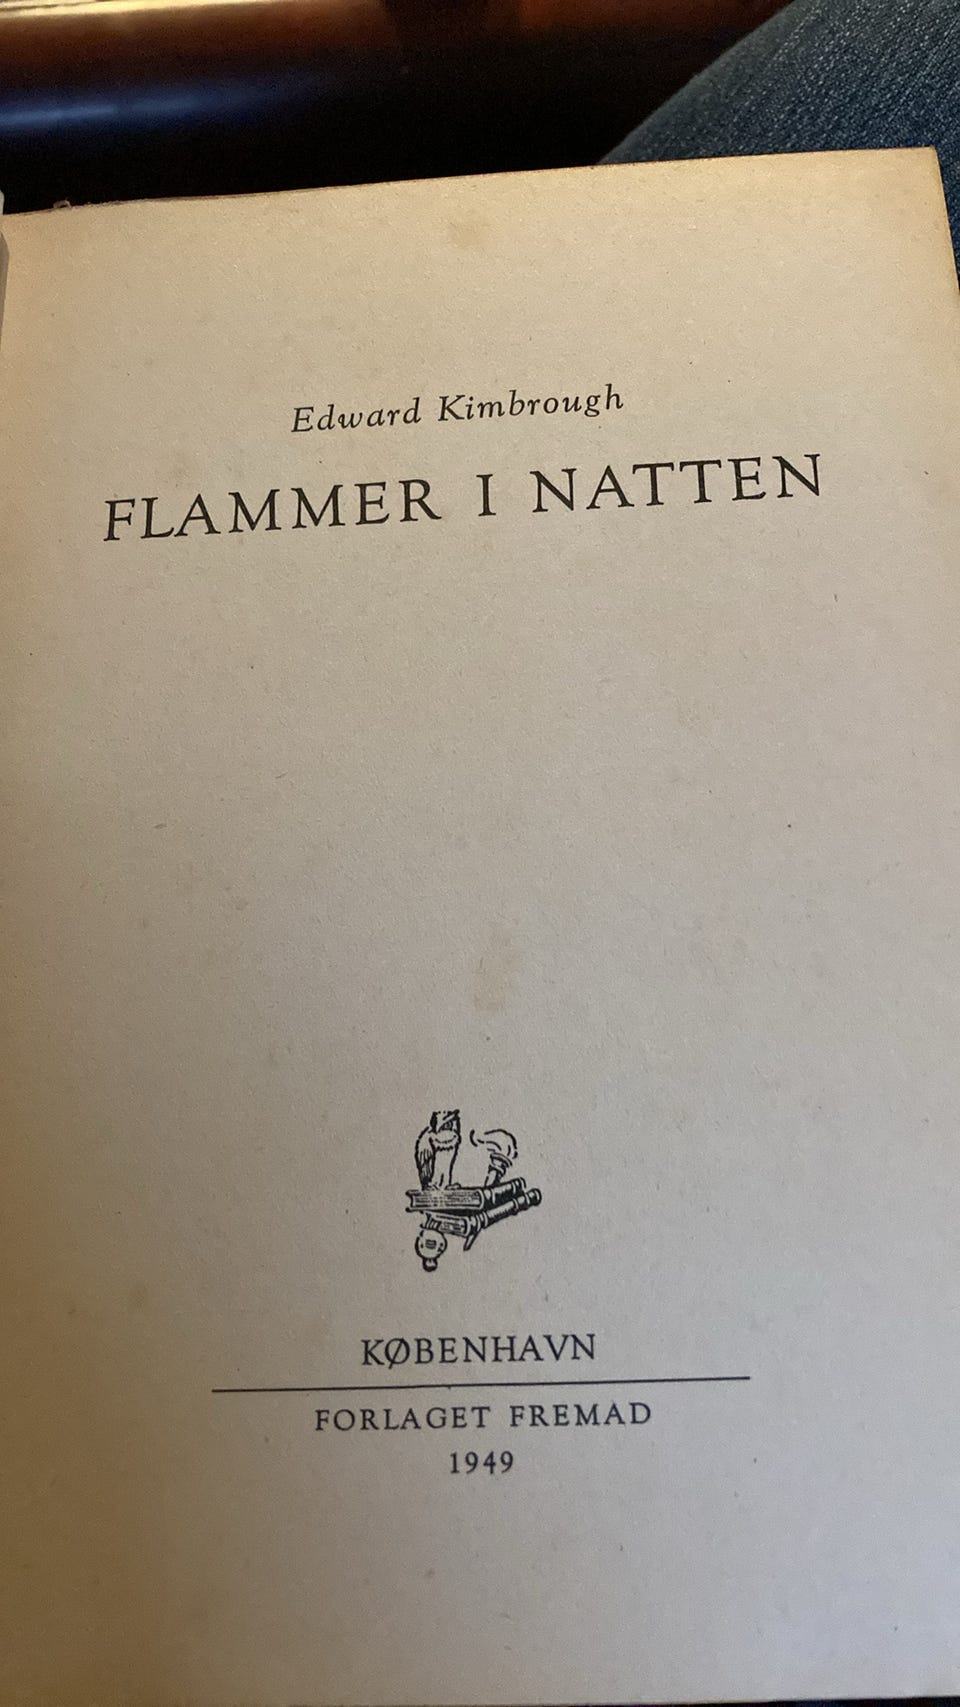 Edward Kimbrough
FLAMMER I NATTEN
KØBENHAVN
FORLAGET FREMAD
1949